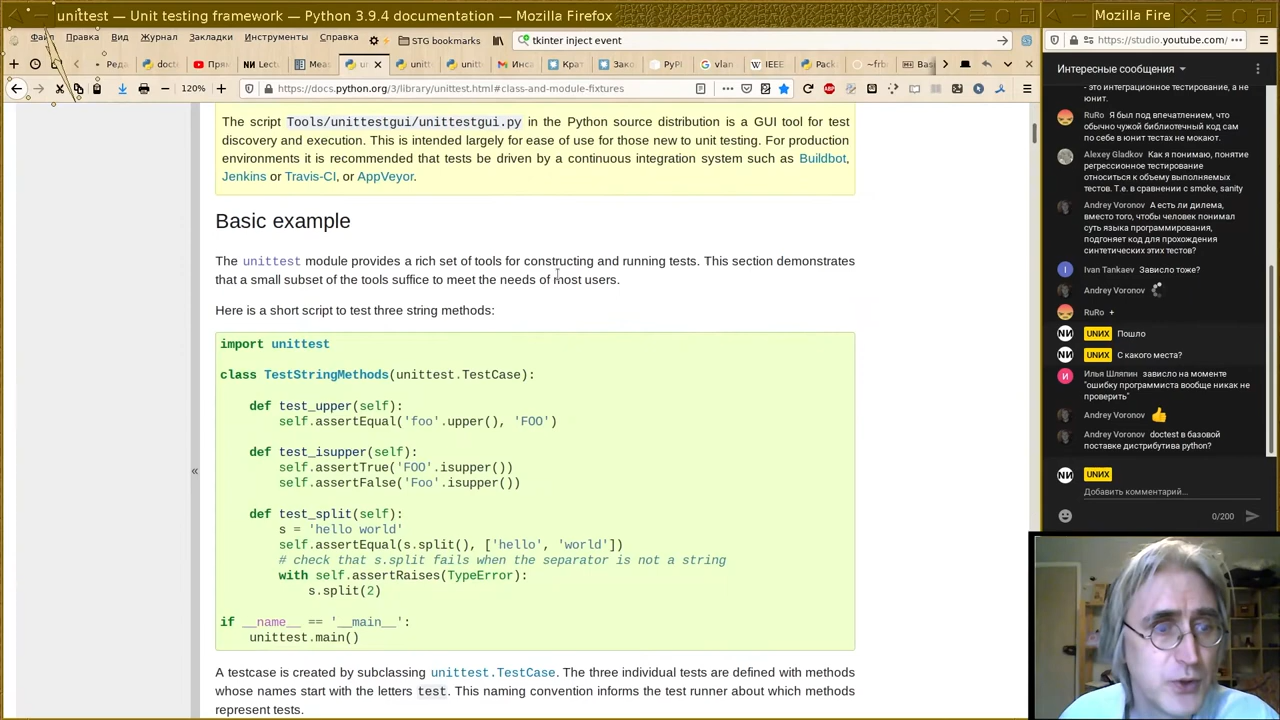 unittest — Unit testing framework — Python 3.9.4 documentation — Mozilla Firefox
Mozilla Fire
Файл Правка Вид Журнал Закладки Инструменты Справка
STG bookmarks
tkinter inject event
https://studio.youtube.com/
120%
https://docs.python.org/3/library/unittest.html#class-and-module-fixtures
The script Tools/unittestgui/unittestgui.py in the Python source distribution is a GUI tool for test
discovery and execution. This is intended largely for ease of use for those new to unit testing. For production
environments it is recommended that tests be driven by a continuous integration system such as Buildbot,
Jenkins or Travis-CI, or AppVeyor.
Basic example
The unittest module provides a rich set of tools for constructing and running tests. This section demonstrates
that a small subset of the tools suffice to meet the needs of most users.
Here is a short script to test three string methods:
import unittest
class TestStringMethods(unittest.TestCase):
def test_upper(self):
self.assertEqual('foo'.upper(), 'FOO')
def test_isupper(self):
self.assertTrue('FOO'.isupper())
self.assertFalse('Foo'.isupper())
def test_split(self):
s = 'hello world'
self.assertEqual(s.split(), ['hello', 'world'])
# check that s.split fails when the separator is not a string
with self.assertRaises(TypeError):
s.split(2)
if __name__ == '__main__':
unittest.main()
A testcase is created by subclassing unittest.TestCase. The three individual tests are defined with methods
whose names start with the letters test. This naming convention informs the test runner about which methods
represent tests.
«
Интересные сообщения
- это интеграционное тестирование, а не
юнит.
RuRo Я был под впечатлением, что
обычно чужой библиотечный код сам
по себе в юнит тестах не мокают.
Alexey Gladkov Как я понимаю, понятие
регрессионное тестирование
относиться к объему выполняемых
тестов. Т.е. в сравнении с smoke, sanity
Andrey Voronov А есть ли дилема,
вместо того, чтобы человек понимал
суть языка программирования,
подгоняет код для прохождения
синтетических этих тестов?
Ivan Tankaev Зависло тоже?
Andrey Voronov
RuRo +
UNИX Пошло
UNИX С какого места?
Илья Шляпин зависло на моменте
"ошибку программиста вообще никак не
проверить"
Andrey Voronov 👍
Andrey Voronov doctest в базовой
поставке дистрибутива python?
UNИX
Добавить комментарий...
0/200